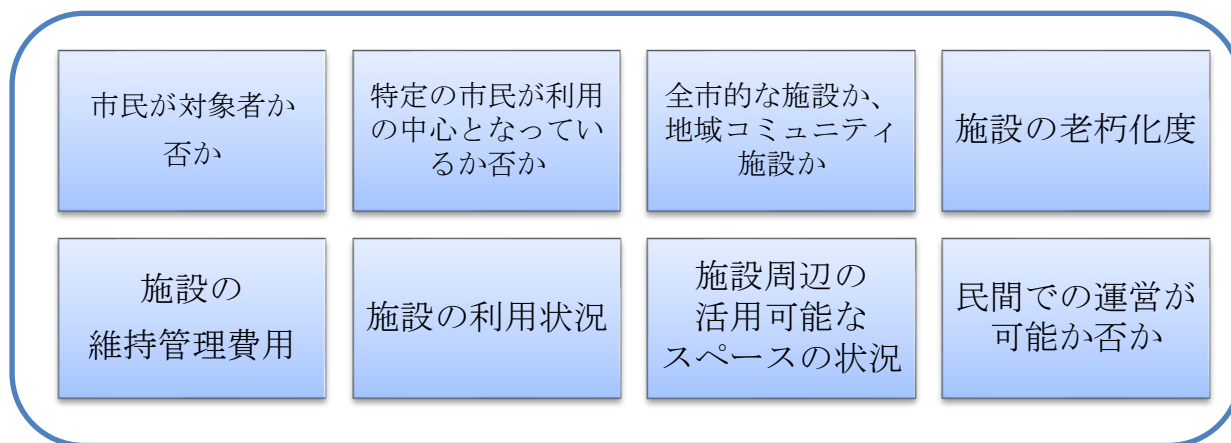 市民が対象者か
否か
特定の市民が利用
の中心となってい
るか否か
全市的な施設か、
地域コミュニティ
施設か
施設の老朽化度
施設の
維持管理費用
施設の利用状況
施設周辺の
活用可能な
スペースの状況
民間での運営が
可能か否か